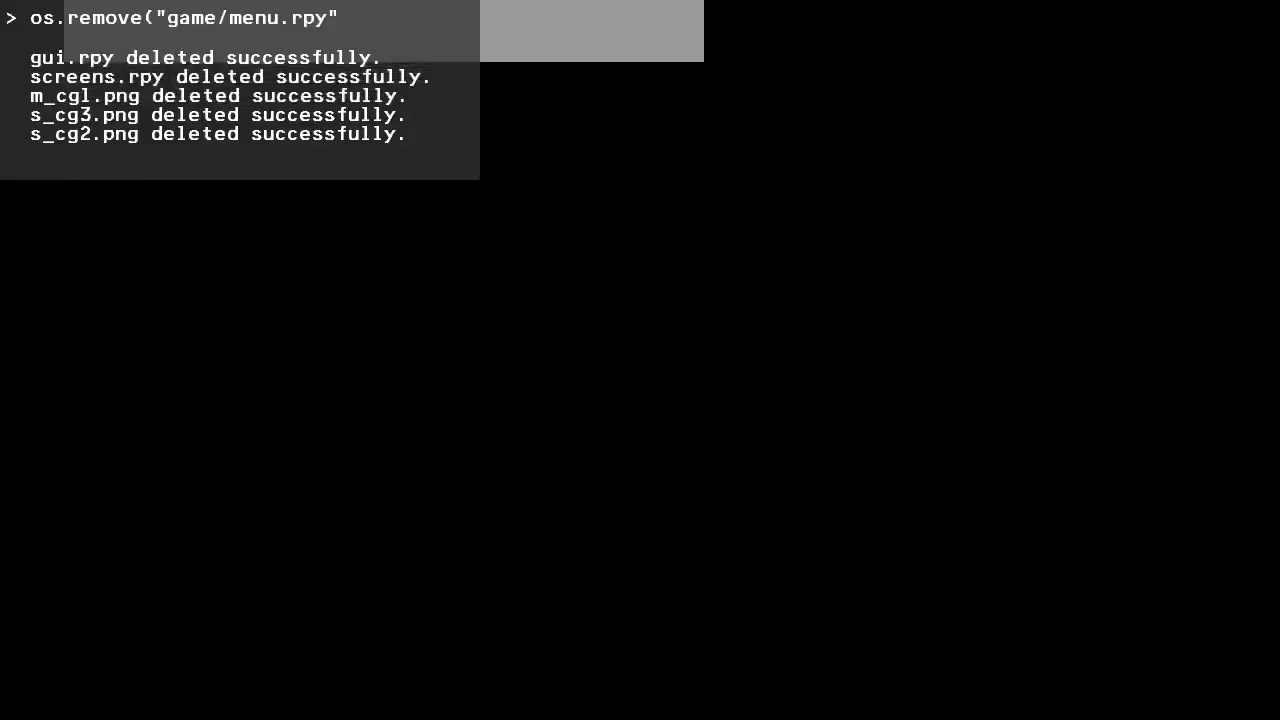 > os.remove("game/menu.rpy"
gui.rpy deleted successfully.
screens.rpy deleted successfully.
m_cg1.png deleted successfully.
s_cg3.png deleted successfully.
s_cg2.png deleted successfully.